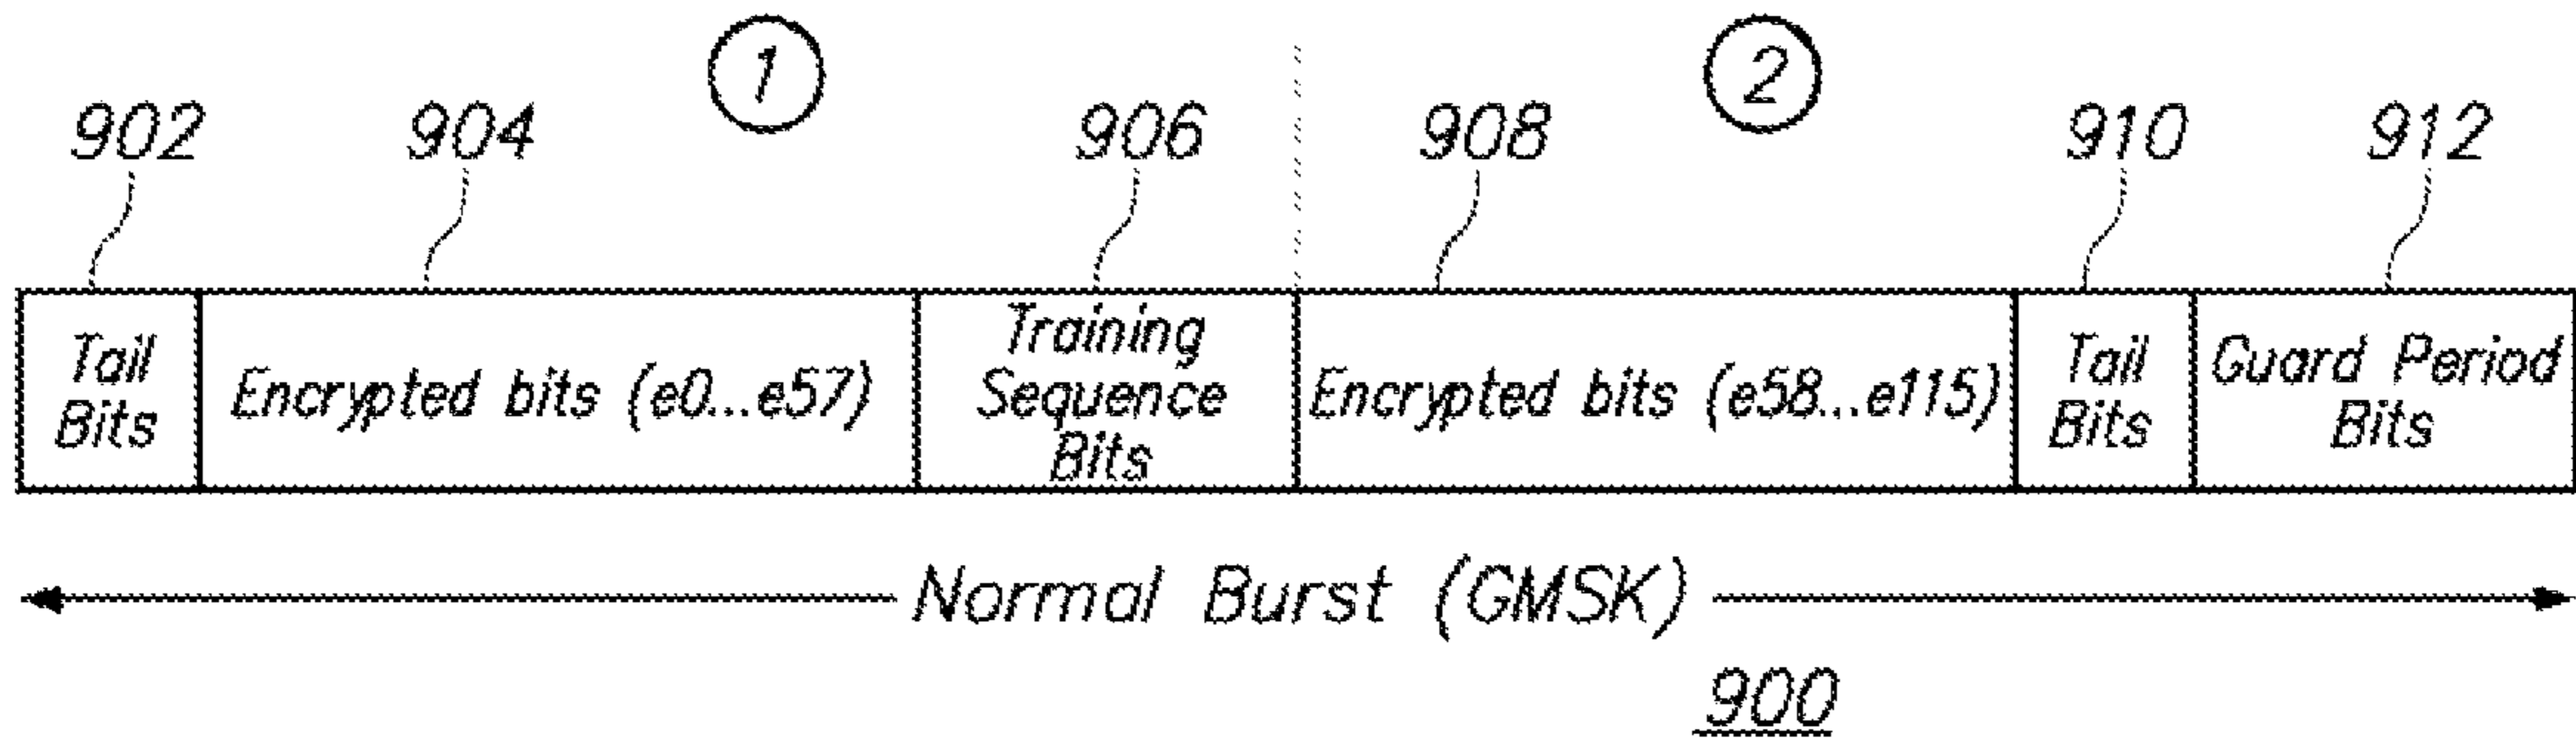 1 2
902 904 906 908 910 912
Tail Bits
Encrypted bits (e0...e57)
Training Sequence Bits
Encrypted bits (e58...e115)
Tail Bits
Guard Period Bits
Normal Burst (GMSK)
900